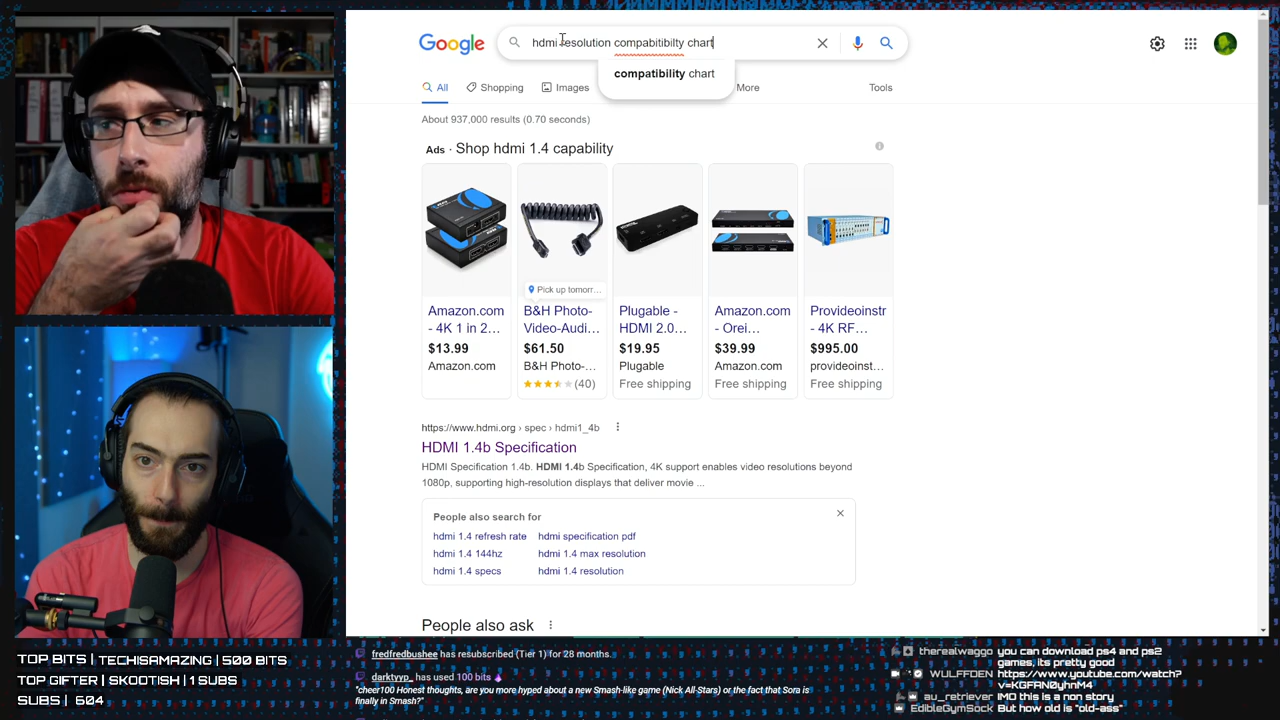 Google
hdmi resolution compabitibilty chart
compatibility chart
All
Shopping
Images
More
Tools
About 937,000 results (0.70 seconds)
Ads · Shop hdmi 1.4 capability
Pick up tomorr...
Amazon.com
- 4K 1 in 2...
$13.99
Amazon.com
B&H Photo-
Video-Audi...
$61.50
B&H Photo-...
(40)
Plugable -
HDMI 2.0...
$19.95
Plugable
Free shipping
Amazon.com
- Orei...
$39.99
Amazon.com
Free shipping
Provideoinstr
- 4K RF...
$995.00
provideoinst...
Free shipping
https://www.hdmi.org › spec › hdmi1_4b
HDMI 1.4b Specification
HDMI Specification 1.4b. HDMI 1.4b Specification, 4K support enables video resolutions beyond
1080p, supporting high-resolution displays that deliver movie ...
People also search for
hdmi 1.4 refresh rate
hdmi specification pdf
hdmi 1.4 144hz
hdmi 1.4 max resolution
hdmi 1.4 specs
hdmi 1.4 resolution
People also ask
TOP BITS | TECHISAMAZING | 500 BITS
TOP GIFTER | SKOOTISH | 1 SUBS
SUBS | 604
fredfredbushee has resubscribed (Tier 1) for 28 months.
darktyyp_ has used 100 bits
"cheer100 Honest thoughts, are you more hyped about a new Smash-like game (Nick All-Stars) or the fact that Sora is
finally in Smash?"
therealwaggo you can download ps4 and ps2
games, its pretty good
WULFFDEN https://www.youtube.com/watch?
v=KGFAN0yhnM4
au_retriever IMO this is a non story
EdibleGymSock But how old is "old-ass"